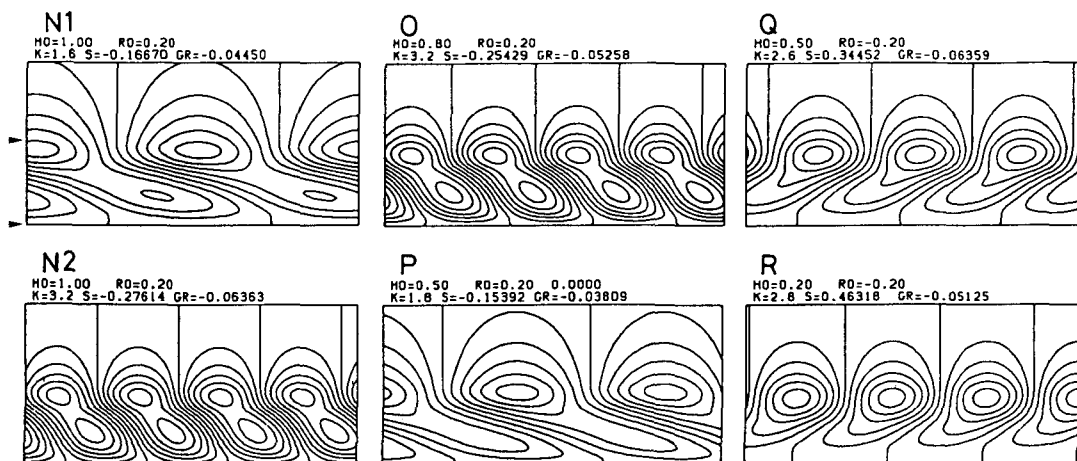 N1
H0=1.00 R0=0.20
K=1.6 S=-0.16670 GR=-0.04450
O
H0=0.80 R0=0.20
K=3.2 S=-0.25429 GR=-0.05258
Q
H0=0.50 R0=-0.20
K=2.6 S=0.34452 GR=-0.06359
N2
H0=1.00 R0=0.20
K=3.2 S=-0.27614 GR=-0.06363
P
H0=0.50 R0=0.20 0.0000
K=1.8 S=-0.15392 GR=-0.03809
R
H0=0.20 R0=-0.20
K=2.8 S=0.46318 GR=-0.05125